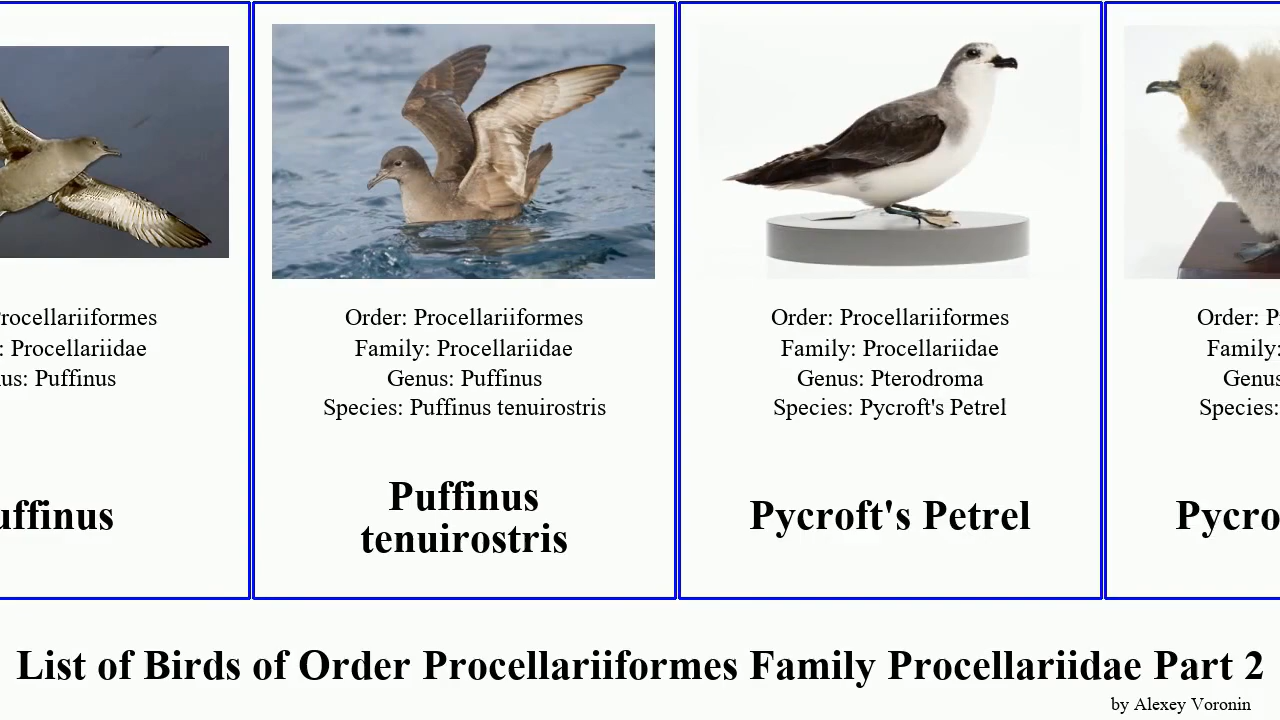 rocellariiformes
: Procellariidae
us: Puffinus
uffinus
Order: Procellariiformes
Family: Procellariidae
Genus: Puffinus
Species: Puffinus tenuirostris
Puffinus
tenuirostris
Order: Procellariiformes
Family: Procellariidae
Genus: Pterodroma
Species: Pycroft's Petrel
Pycroft's Petrel
Order: P
Family:
Genus
Species:
Pycro
List of Birds of Order Procellariiformes Family Procellariidae Part 2
by Alexey Voronin